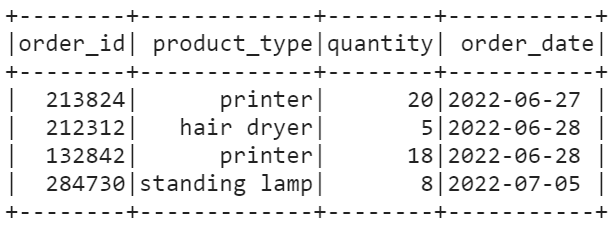 +--------+-------------+--------+-----------+
|order_id| product_type|quantity| order_date|
+--------+-------------+--------+-----------+
|  213824|      printer|      20|2022-06-27 |
|  212312|   hair dryer|       5|2022-06-28 |
|  132842|      printer|      18|2022-06-28 |
|  284730|standing lamp|       8|2022-07-05 |
+--------+-------------+--------+-----------+